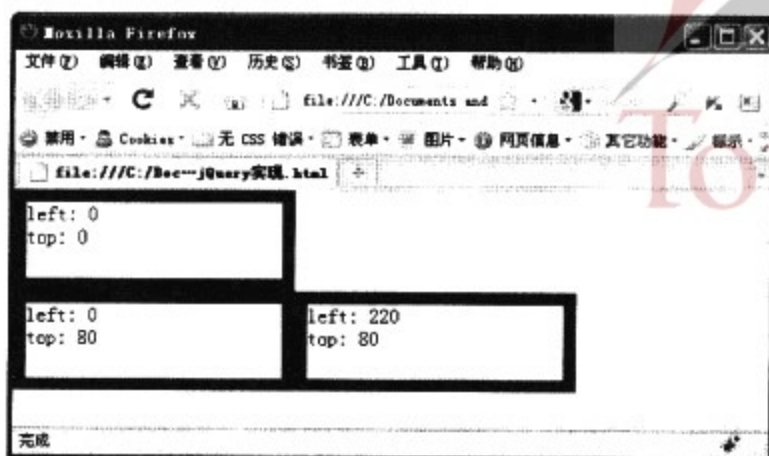 Mozilla Firefox
文件(F) 编辑(E) 查看(V) 历史(S) 书签(B) 工具(T) 帮助(H)
file:///C:/Documents and
禁用 Cookies 无 CSS 错误 表单 图片 网页信息 其它功能 标示
file:///C:/Doc…jQuery实现.html
To
left: 0
top: 0
left: 0
top: 80
left: 220
top: 80
完成